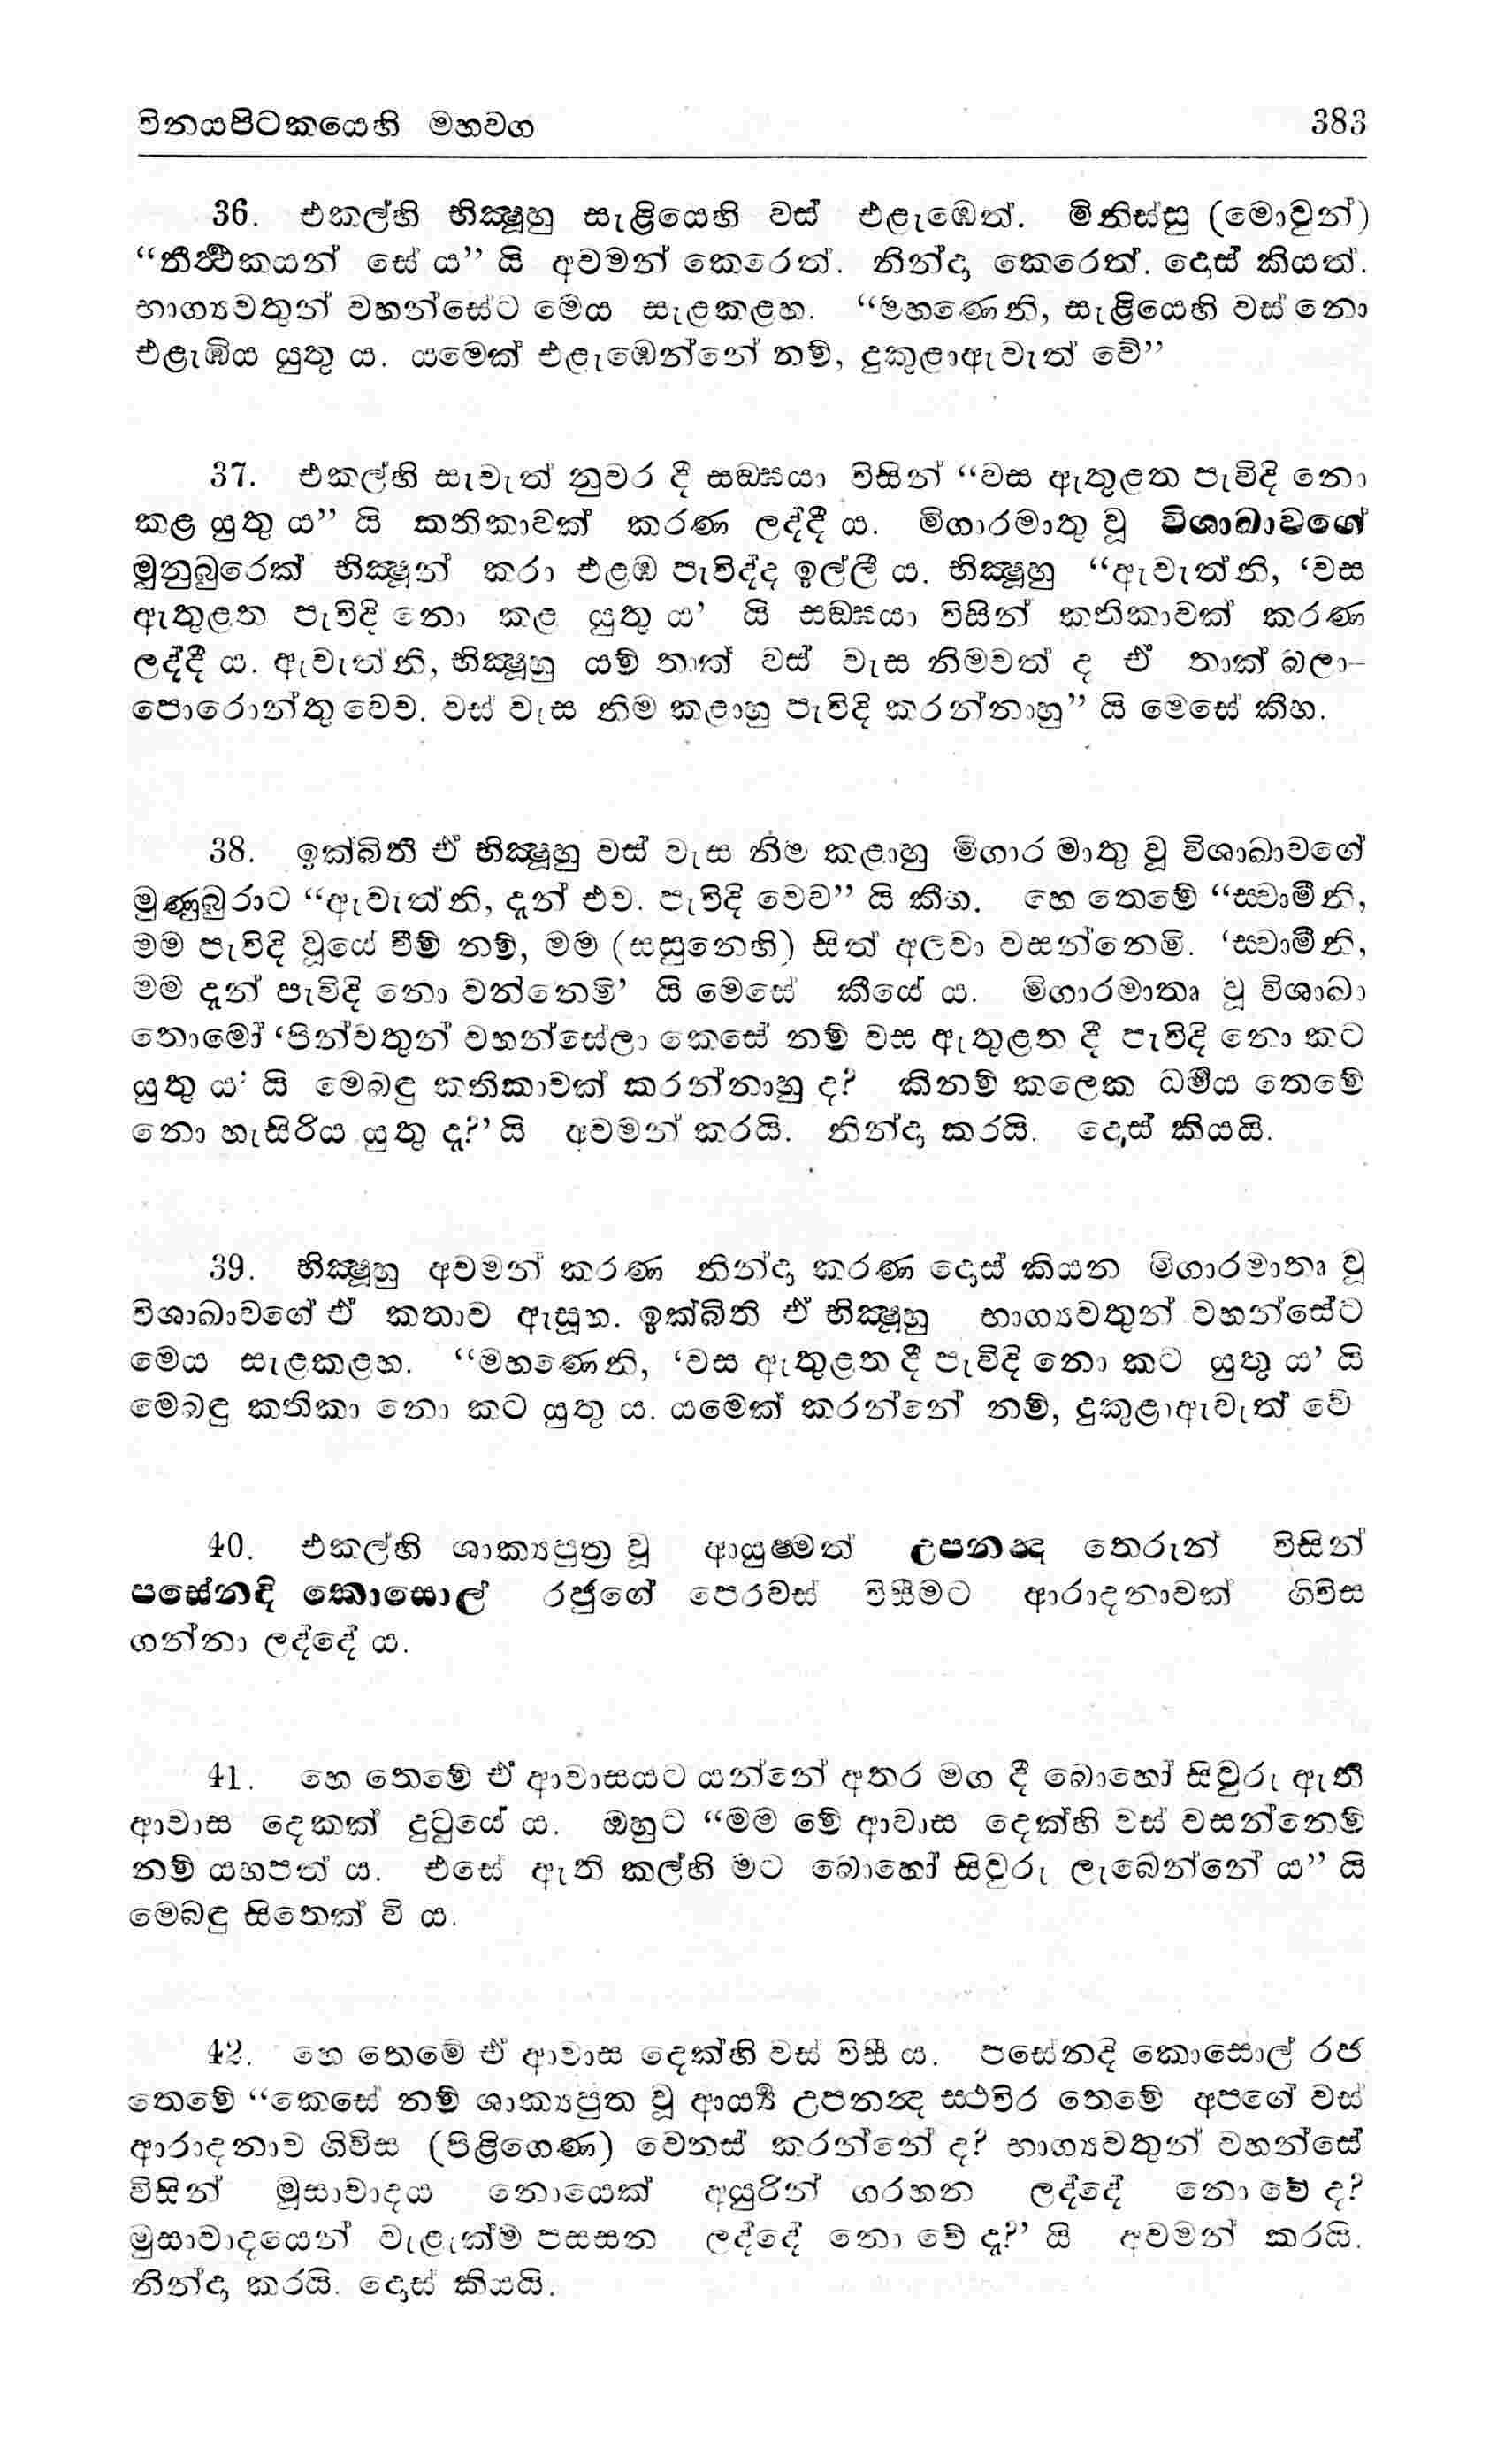 විනයපිටකයෙහි මහවග 383
36. එකල්හි භික්‍ෂූහු සැළියෙහි වස් එළැඹෙත්. මිනිස්සු (මොවුන්)
“තීර්‍ත්‍ථකයන් සේ ය” යි අවමන් කෙරෙත්. නින්දා කෙරෙත්. දොස් කියත්.
භාග්‍යවතුන් වහන්සේට මෙය සැළකළහ. “මහණෙනි, සැළියෙහි වස් නො
එළැඹිය යුතු ය. යමෙක් එළැඹෙන්නේ නම්, දුකුළාඇවැත් වේ”
37. එකල්හි සැවැත් නුවර දී සඞ්ඝයා විසින් “වස ඇතුළත පැවිදි නො
කළ යුතු ය” යි කතිකාවක් කරණ ලද්දී ය. මිගාරමාතු වූ විශාඛාවගේ
මුනුබුරෙක් භික්‍ෂූන් කරා එළඹ පැවිද්ද ඉල්ලී ය. භික්‍ෂූහු “ඇවැත්නි, ‘වස
ඇතුළත පැවිදි නො කළ යුතු ය’ යි සඞ්ඝයා විසින් කතිකාවක් කරණ
ලද්දී ය. ඇවැත්නි, භික්‍ෂූහු යම් තාක් වස් වැස නිමවත් ද ඒ තාක් බලා-
පොරොන්තු වෙව. වස් වැස නිම කළාහු පැවිදි කරන්නාහු” යි මෙසේ කීහ.
38. ඉක්බිති ඒ භික්‍ෂූහු වස් වැස නිම කළාහු මිගාර මාතු වූ විශාඛාවගේ
මුණුබුරාට “ඇවැත්නි, දැන් එව. පැවිදි වෙව” යි කීහ. හෙ තෙමේ “ස්වාමීනි,
මම පැවිදි වූයේ වීම් නම්, මම (සසුනෙහි) සිත් අලවා වසන්නෙමි. ‘ස්වාමීනි,
මම දැන් පැවිදි නො වන්නෙමි’ යි මෙසේ කීයේ ය. මිගාරමාතෘ වූ විශාඛා
තොමෝ ‘පින්වතුන් වහන්සේලා කෙසේ නම් වස ඇතුළත දී පැවිදි නො කට
යුතු ය’ යි මෙබඳු කතිකාවක් කරන්නාහු ද? කිනම් කලෙක ධර්‍මය තෙමේ
නො හැසිරිය යුතු දැ?’ යි අවමන් කරයි. නින්දා කරයි. දොස් කියයි.
39. භික්‍ෂූහු අවමන් කරණ නින්දා කරණ දොස් කියන මිගාරමාතෘ වූ
විශාඛාවගේ ඒ කතාව ඇසූහ. ඉක්බිති ඒ භික්‍ෂූහු භාග්‍යවතුන් වහන්සේට
මෙය සැළකළහ. “මහණෙනි, ‘වස ඇතුළත දී පැවිදි නො කට යුතු ය’ යි
මෙබඳු කතිකා නො කට යුතු ය. යමෙක් කරන්නේ නම්, දුකුළාඇවැත් වේ
40. එකල්හි ශාක්‍යපුත්‍ර වූ ආයුෂ්මත් උපනන්‍ද තෙරුන් විසින්
පසේනදි කොසොල් රජුගේ පෙරවස් විසීමට ආරාදනාවක් ගිවිස
ගන්නා ලද්දේ ය.
41. හෙ තෙමේ ඒ ආවාසයට යන්නේ අතර මග දී බොහෝ සිවුරු ඇති
ආවාස දෙකක් දුටුයේ ය. ඔහුට “මම මේ ආවාස දෙක්හි වස් වසන්නෙම්
නම් යහපත් ය. එසේ ඇති කල්හි මට බොහෝ සිවුරු ලැබෙන්නේ ය” යි
මෙබඳු සිතෙක් වි ය.
42. හෙ තෙමේ ඒ ආවාස දෙක්හි වස් විසී ය. පසේනදි කොසොල් රජ
තෙමේ “කෙසේ නම් ශාක්‍යපුත වූ ආර්‍ය්‍ය උපනන්‍ද ස්ථවිර තෙමේ අපගේ වස්
ආරාදනාව ගිවිස (පිළිගෙණ) වෙනස් කරන්නේ ද? භාග්‍යවතුන් වහන්සේ
විසින් මුසාවාදය නොයෙක් අයුරින් ගරහන ලද්දේ නො වේ ද?
මුසාවාදයෙන් වැළැක්ම පසසන ලද්දේ නො වේ දැ?’ යි අවමන් කරයි.
නින්දා කරයි. දොස් කියයි.